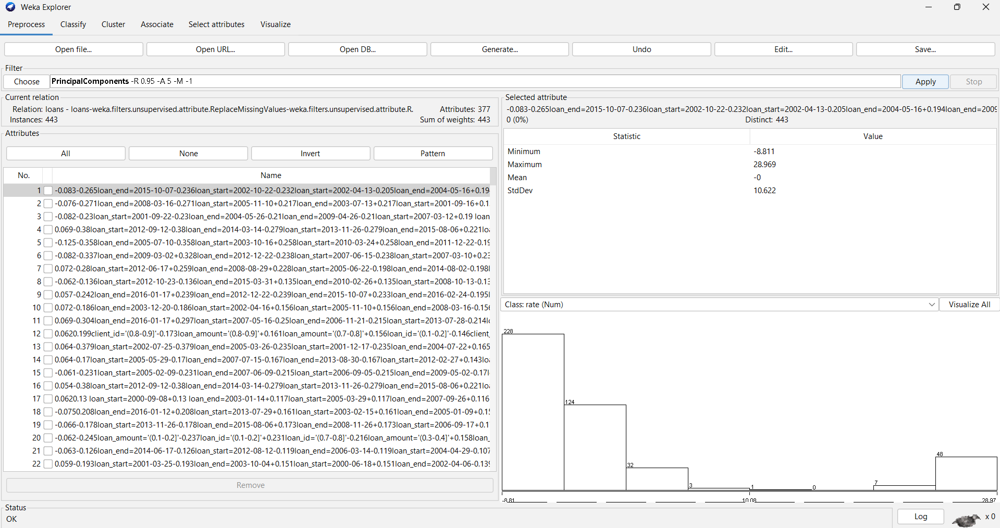 Weka Explorer
Preprocess Classify Cluster Associate Select attributes Visualize
Open file... Open URL... Open DB... Generate... Undo Edit... Save...
Filter
Choose PrincipalComponents -R 0.95 -A 5 -M -1 Apply Stop
Current relation
Relation: loans - loans-weka.filters.unsupervised.attribute.ReplaceMissingValues-weka.filters.unsupervised.attribute.R. Attributes: 377
Instances: 443 Sum of weights: 443
Attributes
All None Invert Pattern
No. Name
1 -0.083-0.265loan_end=2015-10-07-0.236loan_start=2002-10-22-0.232loan_start=2002-04-13-0.205loan_end=2004-05-16+0.19
2 -0.076-0.271loan_end=2008-03-16-0.271loan_start=2005-11-10+0.217loan_end=2003-07-13+0.217loan_start=2001-09-16+0.1
3 -0.082-0.23loan_start=2001-09-22-0.23loan_end=2004-05-26-0.21loan_end=2009-04-26-0.21loan_start=2007-03-12+0.19 loan
4 0.069-0.38loan_start=2012-09-12-0.38loan_end=2014-03-14-0.279loan_start=2013-11-26-0.279loan_end=2015-08-06+0.221lo
5 -0.125-0.358loan_end=2005-07-10-0.358loan_start=2003-10-16+0.258loan_start=2010-03-24+0.258loan_end=2011-12-22-0.19
6 -0.082-0.337loan_end=2009-03-02+0.328loan_end=2012-12-22-0.238loan_start=2007-06-15-0.238loan_start=2007-03-10+0.23
7 0.072-0.28loan_start=2012-06-17+0.259loan_end=2008-08-29+0.228loan_start=2005-06-22-0.198loan_end=2014-08-02-0.198l
8 -0.062-0.136loan_start=2012-10-23-0.136loan_end=2015-03-31+0.135loan_end=2010-02-26+0.135loan_start=2008-10-13-0.13
9 0.057-0.242loan_end=2016-01-17+0.239loan_end=2012-12-22-0.239loan_end=2015-10-07+0.233loan_end=2016-02-24-0.195l
10 0.072-0.186loan_end=2003-12-20-0.186loan_start=2002-04-16+0.156loan_start=2005-11-10+0.156loan_end=2008-03-16-0.156
11 0.069-0.304loan_end=2016-01-17+0.297loan_start=2007-05-16-0.25loan_end=2006-11-21-0.215loan_start=2013-07-28-0.214l
12 0.0620.199client_id='(0.8-0.9]'-0.173loan_amount='(0.8-0.9]'+0.161loan_amount='(0.7-0.8]'+0.156loan_id='(0.1-0.2]'-0.146client_
13 0.064-0.379loan_start=2002-07-25-0.379loan_end=2005-03-26-0.235loan_start=2001-12-17-0.235loan_end=2004-07-22+0.165
14 0.064-0.17loan_start=2005-05-29-0.17loan_end=2007-07-15-0.167loan_end=2013-08-30-0.167loan_start=2012-02-27+0.143lo
15 -0.061-0.231loan_start=2005-02-09-0.231loan_end=2007-06-09-0.215loan_start=2006-09-05-0.215loan_end=2009-05-02-0.17l
16 0.054-0.38loan_start=2012-09-12-0.38loan_end=2014-03-14-0.279loan_start=2013-11-26-0.279loan_end=2015-08-06+0.221lo
17 0.0620.13 loan_start=2000-09-08+0.13 loan_end=2003-01-14+0.117loan_start=2005-03-29+0.117loan_end=2007-09-26+0.116
18 -0.0750.208loan_end=2016-01-12+0.208loan_start=2013-07-29+0.161loan_start=2003-02-15+0.161loan_end=2005-01-09+0.15
19 -0.066-0.178loan_start=2013-11-26-0.178loan_end=2015-08-06+0.173loan_end=2008-11-26+0.173loan_start=2006-09-17+0.1
20 -0.062-0.245loan_amount='(0.1-0.2]'-0.237loan_id='(0.1-0.2]'+0.231loan_id='(0.7-0.8]'-0.216loan_amount='(0.3-0.4]'+0.158loan_
21 -0.063-0.126loan_end=2014-06-17-0.126loan_start=2012-08-12-0.119loan_end=2006-03-14-0.119loan_start=2004-04-29-0.107
22 0.059-0.193loan_start=2001-03-25-0.193loan_end=2003-10-04+0.151loan_start=2000-06-18+0.151loan_end=2002-04-06-0.139
Remove
Selected attribute
-0.083-0.265loan_end=2015-10-07-0.236loan_start=2002-10-22-0.232loan_start=2002-04-13-0.205loan_end=2004-05-16+0.194loan_end=2009
0 (0%) Distinct: 443
Statistic Value
Minimum -8.811
Maximum 28.969
Mean -0
StdDev 10.622
Class: rate (Num) Visualize All
228
124
32
3
1
0
7
48
-8.81 10.08 28.97
Status
OK
Log x 0